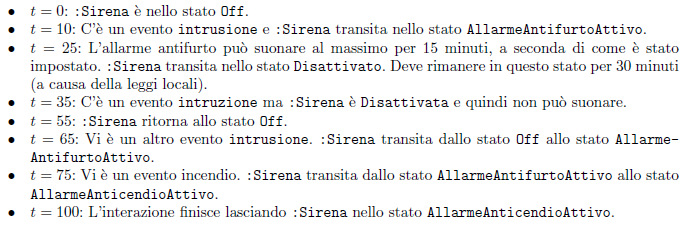 • t = 0: :Sirena è nello stato Off.
• t = 10: C'è un evento intrusione e :Sirena transita nello stato AllarmeAntifurtoAttivo.
• t = 25: L'allarme antifurto può suonare al massimo per 15 minuti, a seconda di come è stato
impostato. :Sirena transita nello stato Disattivato. Deve rimanere in questo stato per 30 minuti
(a causa della leggi locali).
• t = 35: C'è un evento intruzione ma :Sirena è Disattivata e quindi non può suonare.
• t = 55: :Sirena ritorna allo stato Off.
• t = 65: Vi è un altro evento intrusione. :Sirena transita dallo stato Off allo stato Allarme-
AntifurtoAttivo.
• t = 75: Vi è un evento incendio. :Sirena transita dallo stato AllarmeAntifurtoAttivo allo stato
AllarmeAnticendioAttivo.
• t = 100: L'interazione finisce lasciando :Sirena nello stato AllarmeAnticendioAttivo.